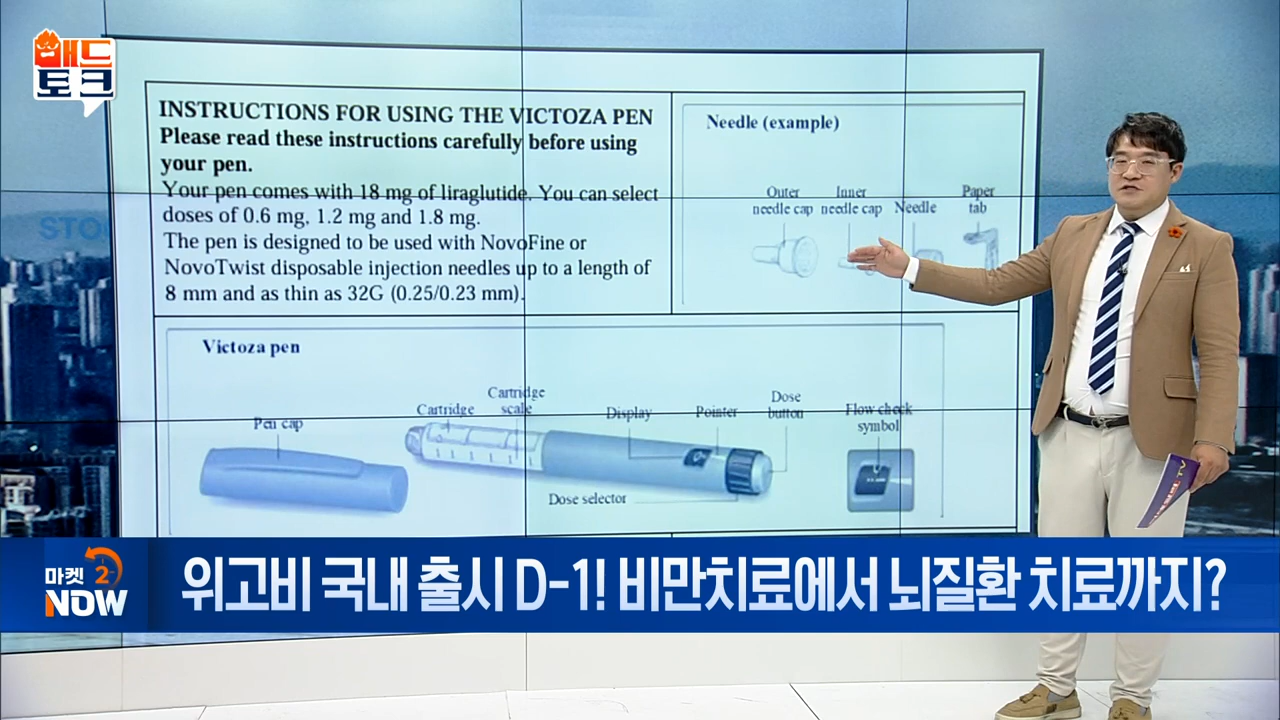 매드
토크
INSTRUCTIONS FOR USING THE VICTOZA PEN
Please read these instructions carefully before using
your pen.
Your pen comes with 18 mg of liraglutide. You can select
doses of 0.6 mg, 1.2 mg and 1.8 mg.
The pen is designed to be used with NovoFine or
NovoTwist disposable injection needles up to a length of
8 mm and as thin as 32G (0.25/0.23 mm).
Needle (example)
Outer
needle cap
Inner
needle cap
Needle
Paper
tab
STO
Victoza pen
Pen cap
Cartridge
Cartridge
scale
Display
Pointer
Dose
button
Flow check
symbol
Dose selector
TV
마켓 2
NOW
위고비 국내 출시 D-1! 비만치료에서 뇌질환 치료까지?